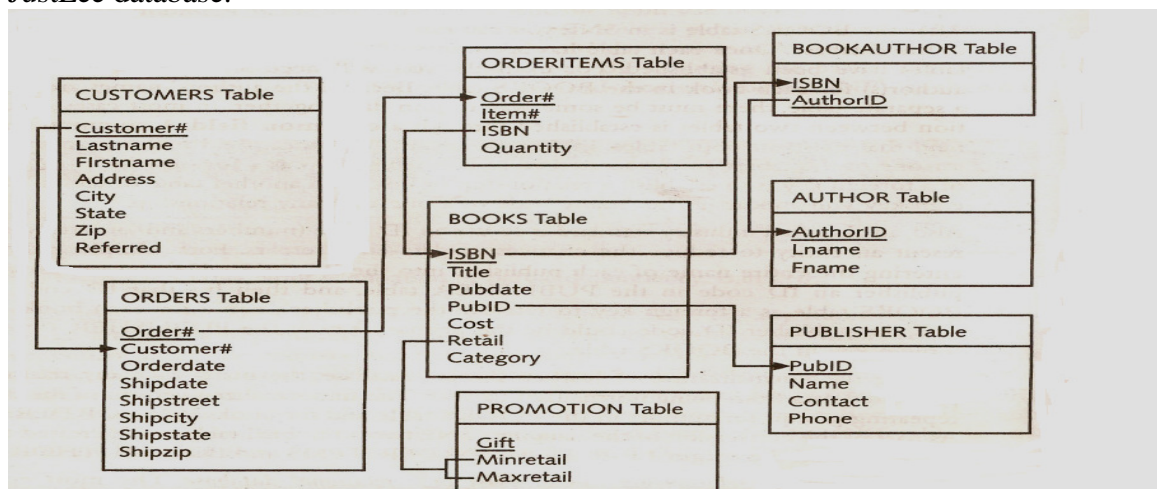 JustLee database.
CUSTOMERS Table
Customer#
Lastname
Firstname
Address
City
State
Zip
Referred
ORDERS Table
Order#
Customer#
Orderdate
Shipdate
Shipstreet
Shipcity
Shipstate
Shipzip
ORDERITEMS Table
Order#
Item#
ISBN
Quantity
BOOKS Table
ISBN
Title
Pubdate
PubID
Cost
Retail
Category
PROMOTION Table
Gift
Minretail
Maxretail
BOOKAUTHOR Table
ISBN
AuthorID
AUTHOR Table
AuthorID
Lname
Fname
PUBLISHER Table
PubID
Name
Contact
Phone